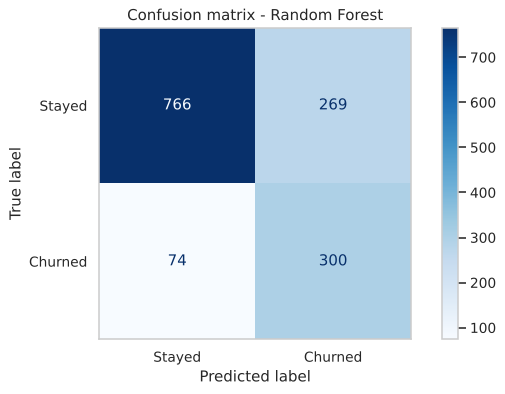 Confusion matrix - Random Forest
True label
Stayed
766
269
Churned
74
300
Stayed
Churned
Predicted label
700
600
500
400
300
200
100